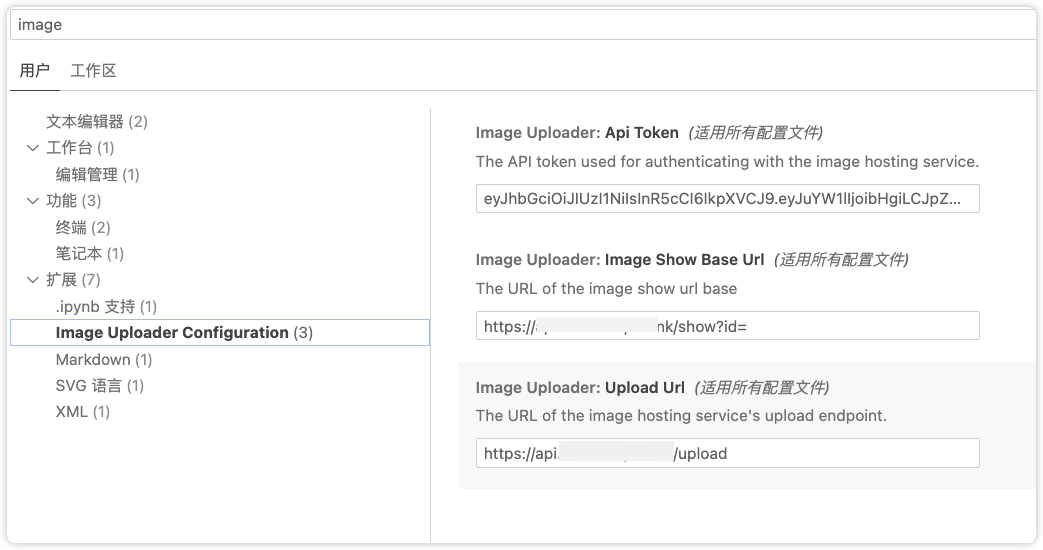 image
用户 工作区
文本编辑器 (2)
工作台 (1)
编辑管理 (1)
功能 (3)
终端 (2)
笔记本 (1)
扩展 (7)
.ipynb 支持 (1)
Image Uploader Configuration (3)
Markdown (1)
SVG 语言 (1)
XML (1)
Image Uploader: Api Token (适用所有配置文件)
The API token used for authenticating with the image hosting service.
eyJhbGciOiJIUzI1NiIsInR5cCI6IkpXVCJ9.eyJuYW1lIjoibHgiLCJpZ...
Image Uploader: Image Show Base Url (适用所有配置文件)
The URL of the image show url base
https:// nk/show?id=
Image Uploader: Upload Url (适用所有配置文件)
The URL of the image hosting service's upload endpoint.
https://api. /upload